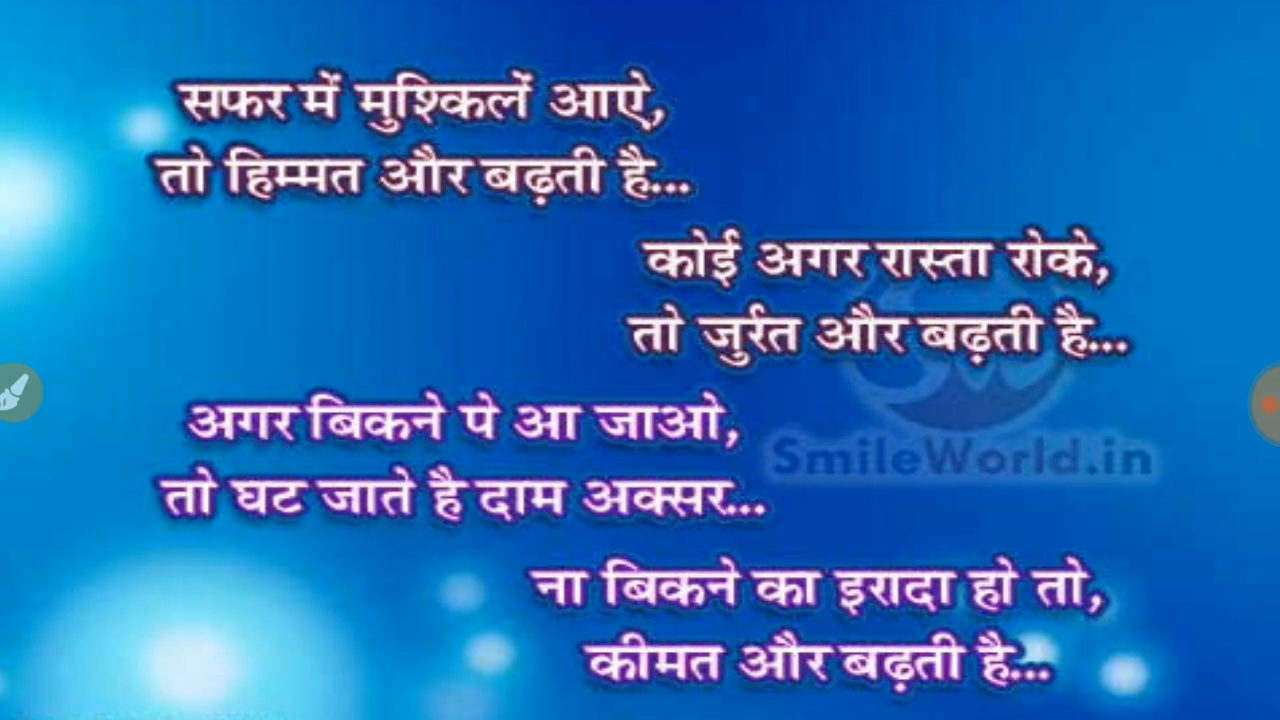 सफर में मुश्किलें आऐ,
तो हिम्मत और बढ़ती है...
कोई अगर रास्ता रोके,
तो जुर्रत और बढ़ती है...
अगर बिकने पे आ जाओ,
तो घट जाते है दाम अक्सर...
SmileWorld.in
ना बिकने का इरादा हो तो,
कीमत और बढ़ती है...